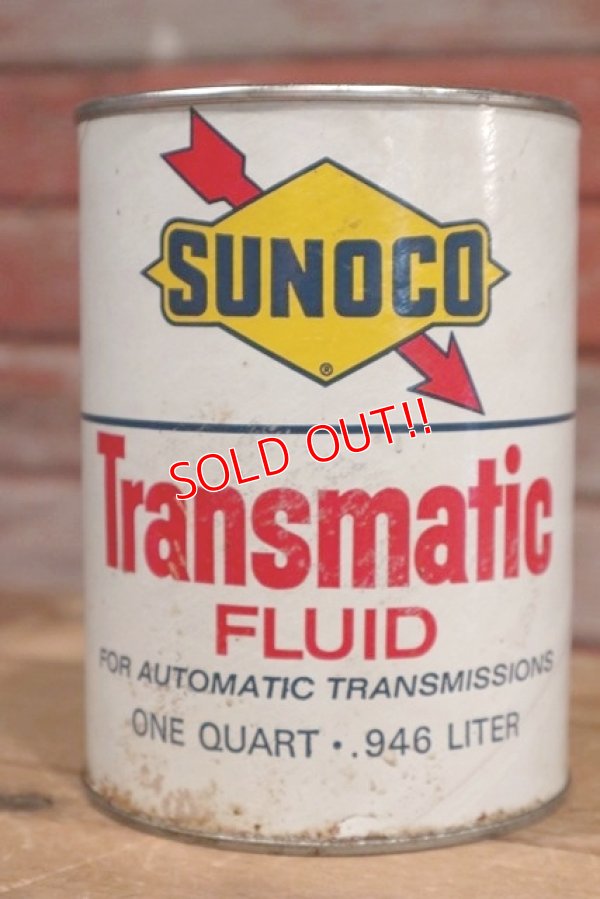 SUNOCO
®
SOLD OUT!!
Transmatic
FLUID
FOR AUTOMATIC TRANSMISSIONS
ONE QUART • .946 LITER